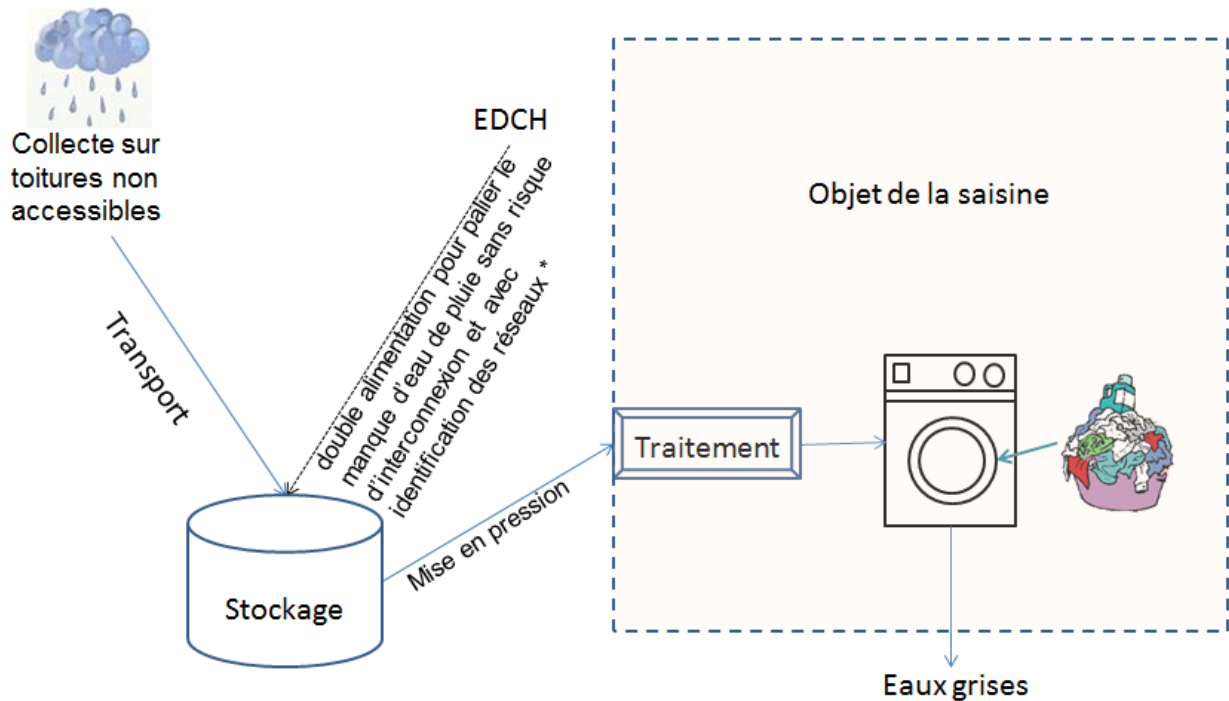 Collecte sur
toitures non
accessibles
EDCH
Objet de la saisine
Transport
double alimentation pour palier le
manque d'eau de pluie sans risque
d'interconnexion et avec
identification des réseaux *
Traitement
Mise en pression
Stockage
Eaux grises